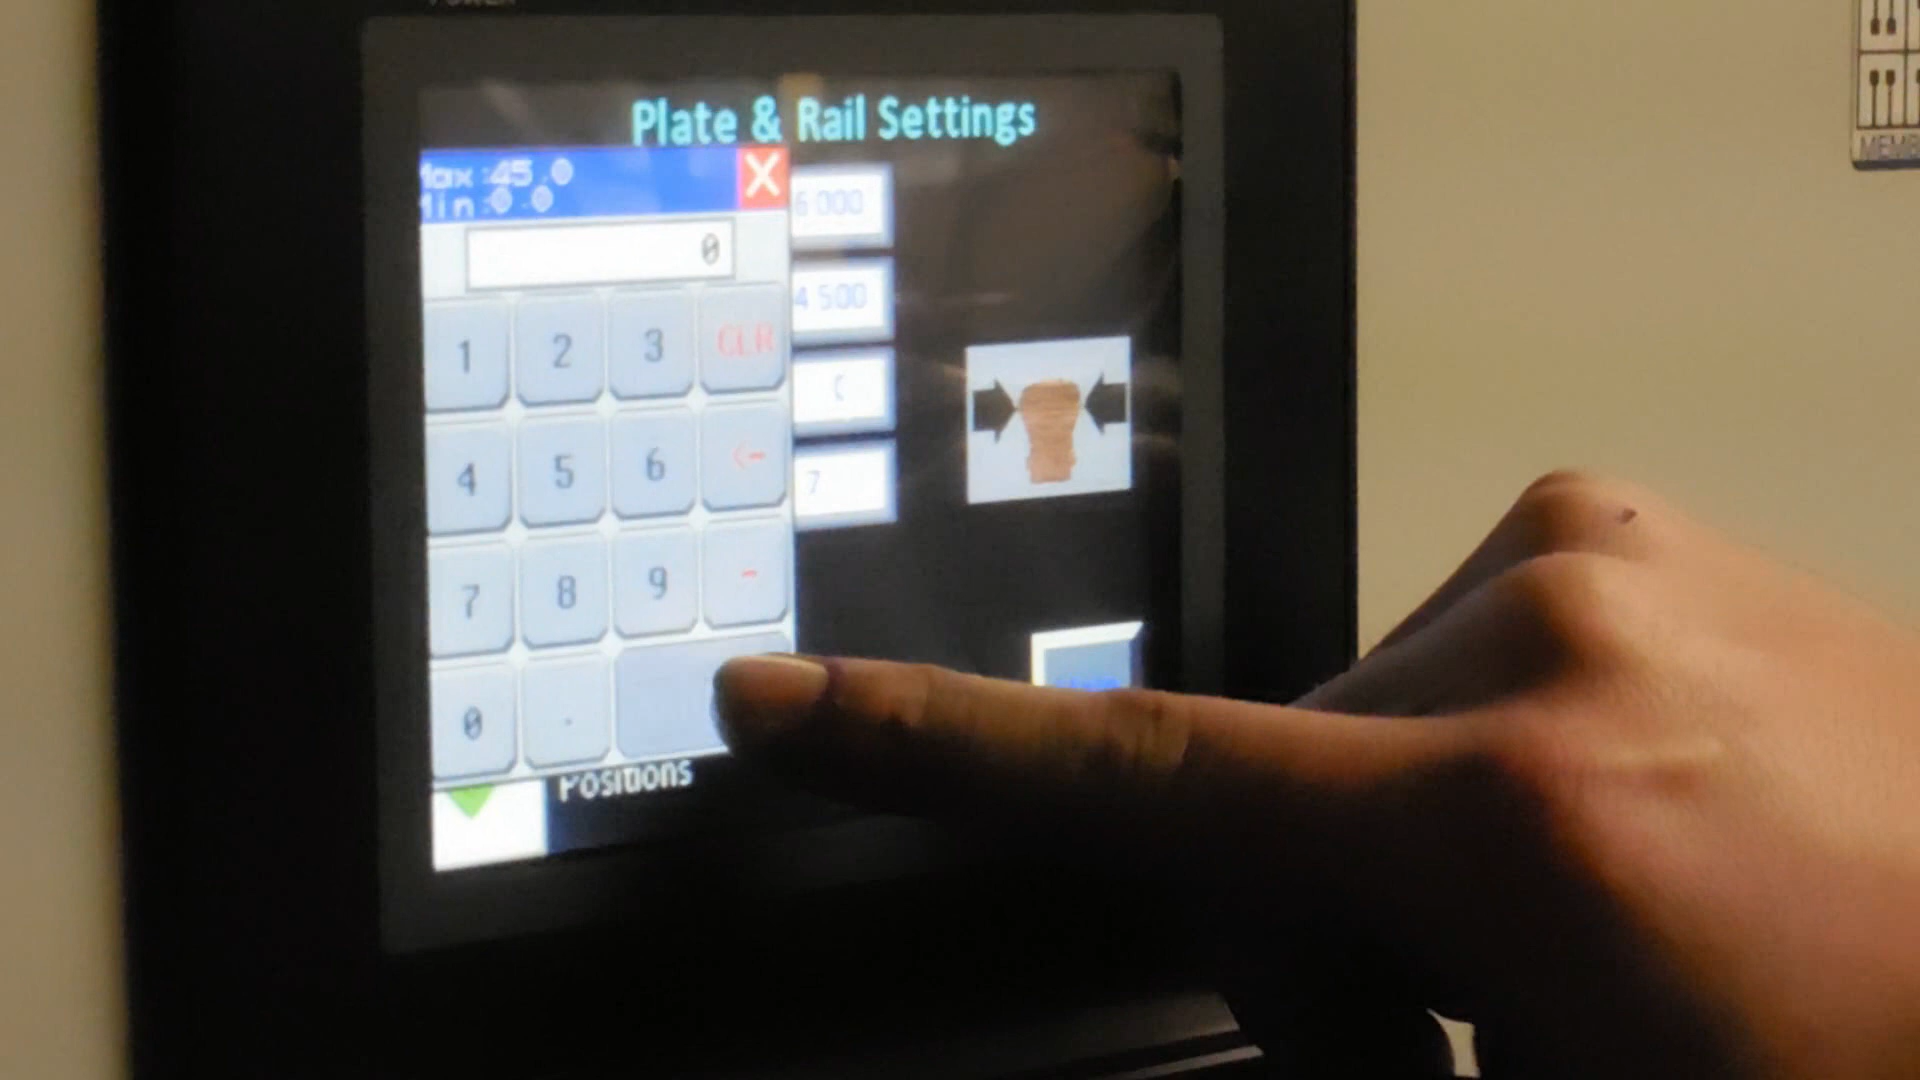 Plate & Rail Settings
Max:45.0
Min:0.0
0
1 2 3 CLR
4 5 6 <-
7 8 9 -
0 .
6 000
4 500
7
Positions